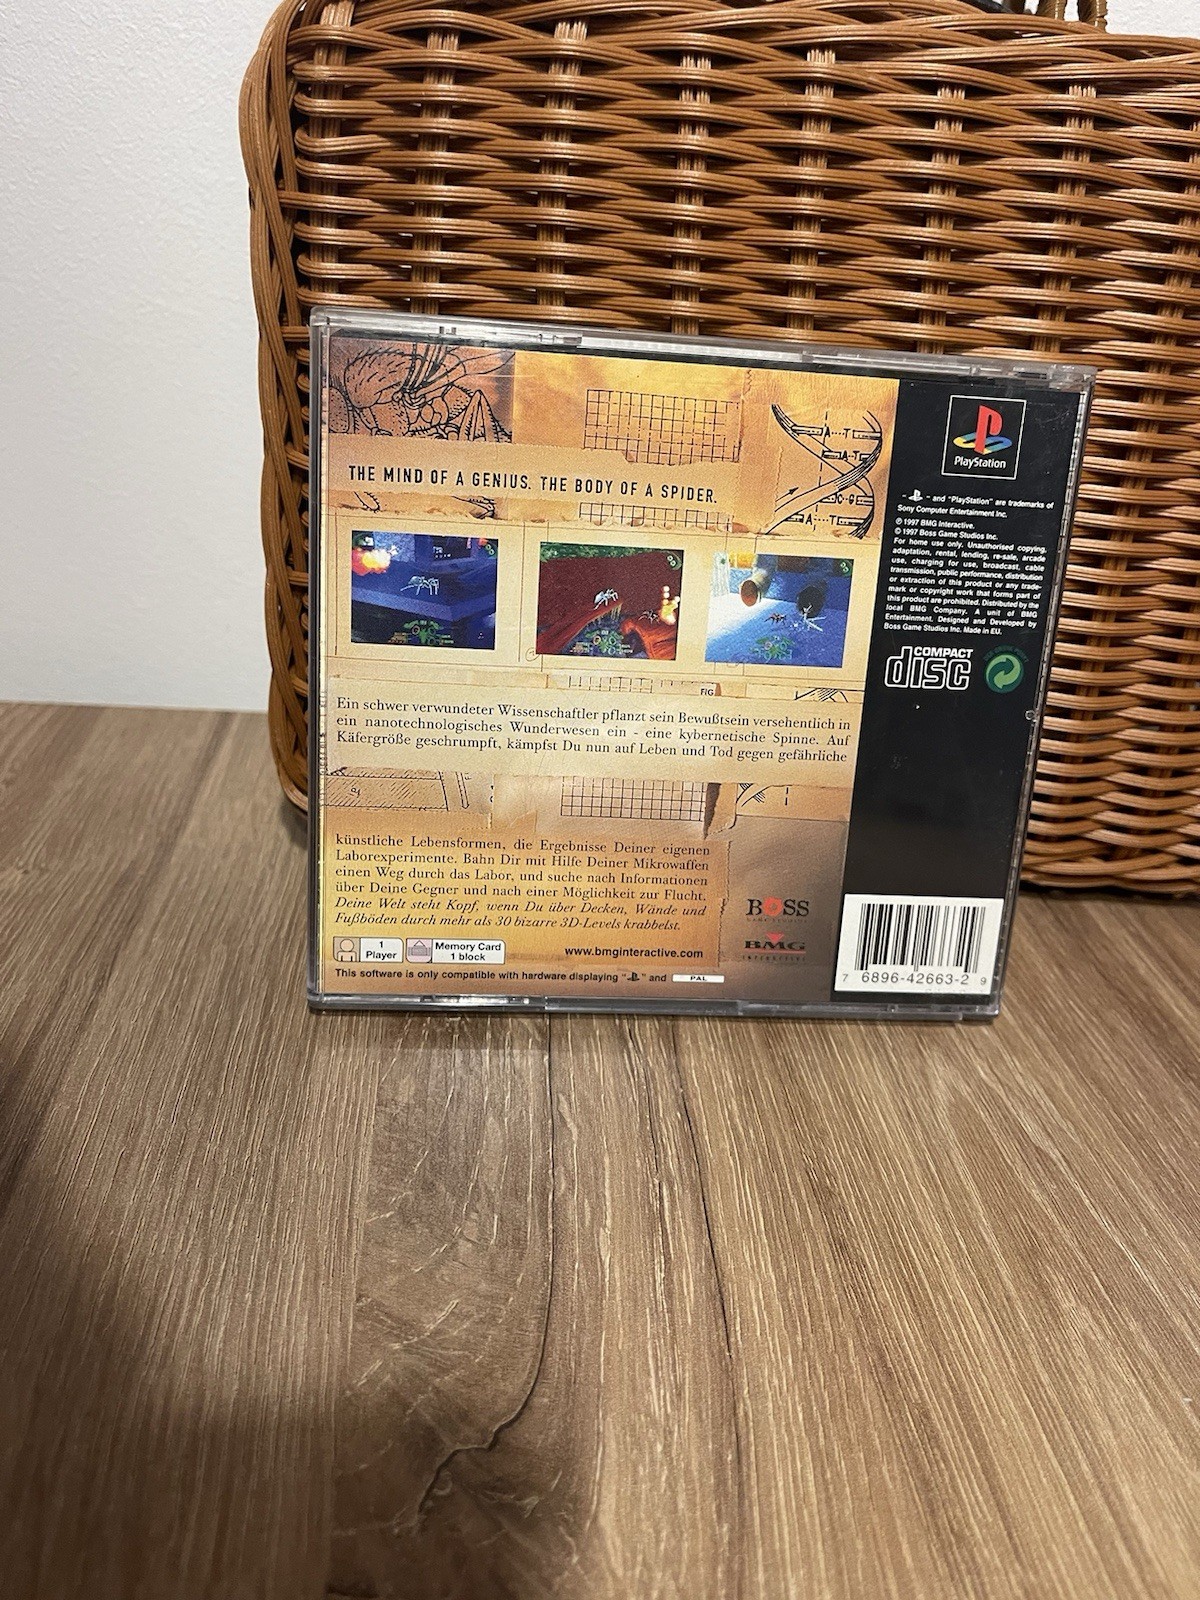 THE MIND OF A GENIUS. THE BODY OF A SPIDER.
A T
A T
C G
A T
FIG
Ein schwer verwundeter Wissenschaftler pflanzt sein Bewußtsein versehentlich in
ein nanotechnologisches Wunderwesen ein - eine kybernetische Spinne. Auf
Käfergröße geschrumpft, kämpfst Du nun auf Leben und Tod gegen gefährliche
künstliche Lebensformen, die Ergebnisse Deiner eigenen
Laborexperimente. Bahn Dir mit Hilfe Deiner Mikrowaffen
einen Weg durch das Labor, und suche nach Informationen
über Deine Gegner und nach einer Möglichkeit zur Flucht.
Deine Welt steht Kopf, wenn Du über Decken, Wände und
Fußböden durch mehr als 30 bizarre 3D-Levels krabbelst.
1
Player
Memory Card
1 block
www.bmginteractive.com
This software is only compatible with hardware displaying " " and PAL
BOSS
GAME STUDIOS
BMG
INTERACTIVE
PlayStation
- and "PlayStation" are trademarks of
Sony Computer Entertainment Inc.
℗ 1997 BMG Interactive.
© 1997 Boss Game Studios Inc.
For home use only. Unauthorised copying,
adaptation, rental, lending, re-sale, arcade
use, charging for use, broadcast, cable
transmission, public performance, distribution
or extraction of this product or any trade-
mark or copyright work that forms part of
this product are prohibited. Distributed by the
local BMG Company. A unit of BMG
Entertainment. Designed and Developed by
Boss Game Studios Inc. Made in EU.
COMPACT
disc
7 6896-42663-2 9